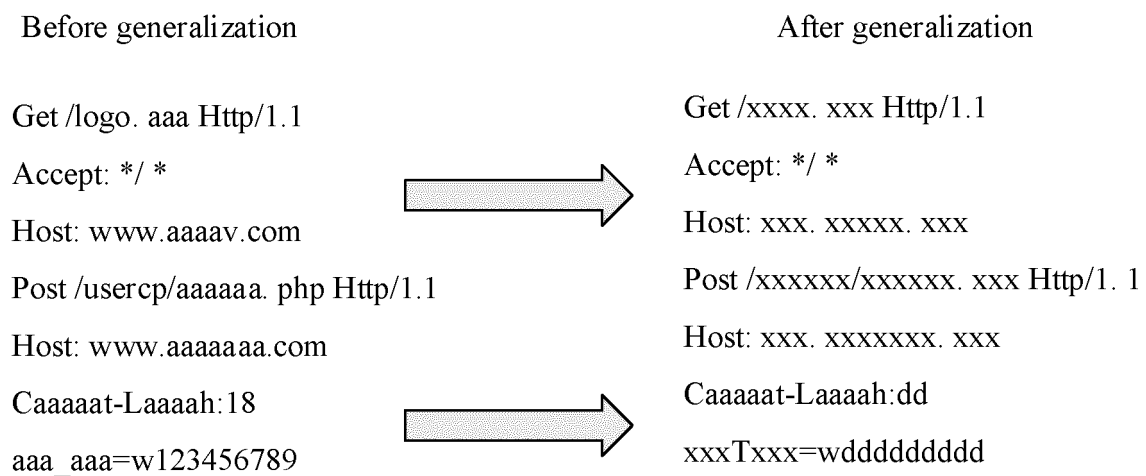 Before generalization
Get /logo. aaa Http/1.1
Accept: */ *
Host: www.aaaav.com
Post /usercp/aaaaaa. php Http/1.1
Host: www.aaaaaaa.com
Caaaaat-Laaaah:18
aaa_aaa=w123456789
After generalization
Get /xxxx. xxx Http/1.1
Accept: */ *
Host: xxx. xxxxx. xxx
Post /xxxxxx/xxxxxx. xxx Http/1. 1
Host: xxx. xxxxxxx. xxx
Caaaaat-Laaaah:dd
xxxTxxx=wddddddddd